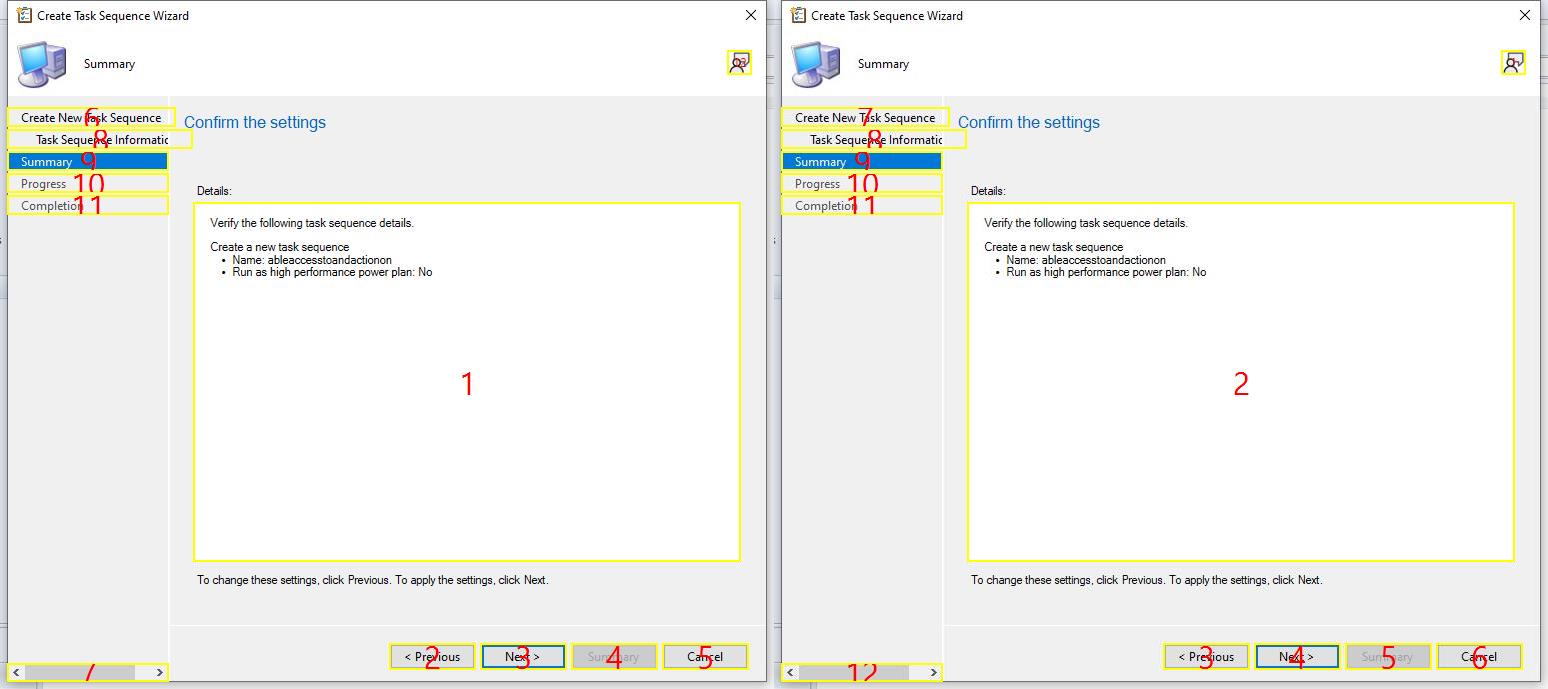 Create Task Sequence Wizard
Summary
Create New Task Sequence
6
Task Sequence Informatic
8
Summary
9
Progress
10
Completion
11
Confirm the settings
Details:
Verify the following task sequence details.
Create a new task sequence
• Name: ableaccesstoandactionon
• Run as high performance power plan: No
1
To change these settings, click Previous. To apply the settings, click Next.
< Previous
2
Next >
3
Summary
4
Cancel
5
7
Create Task Sequence Wizard
Summary
Create New Task Sequence
7
Task Sequence Informatic
8
Summary
9
Progress
10
Completion
11
Confirm the settings
Details:
Verify the following task sequence details.
Create a new task sequence
• Name: ableaccesstoandactionon
• Run as high performance power plan: No
2
To change these settings, click Previous. To apply the settings, click Next.
< Previous
3
Next >
4
Summary
5
Cancel
6
12